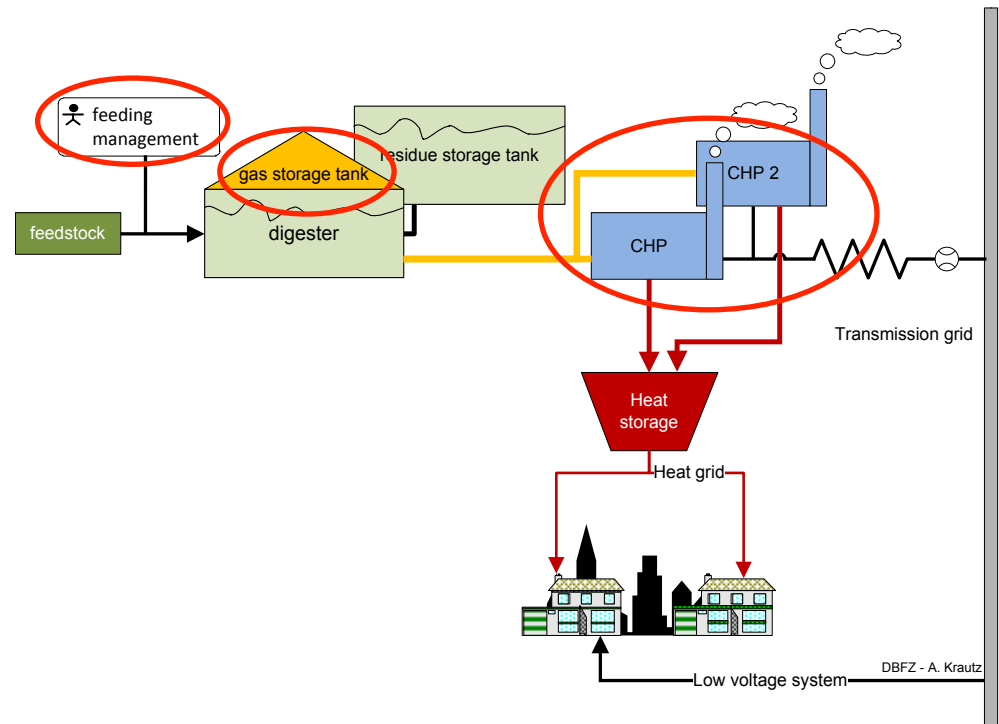 feeding
management
gas storage tank
residue storage tank
feedstock
digester
CHP 2
CHP
Transmission grid
Heat
storage
Heat grid
DBFZ - A. Krautz
Low voltage system